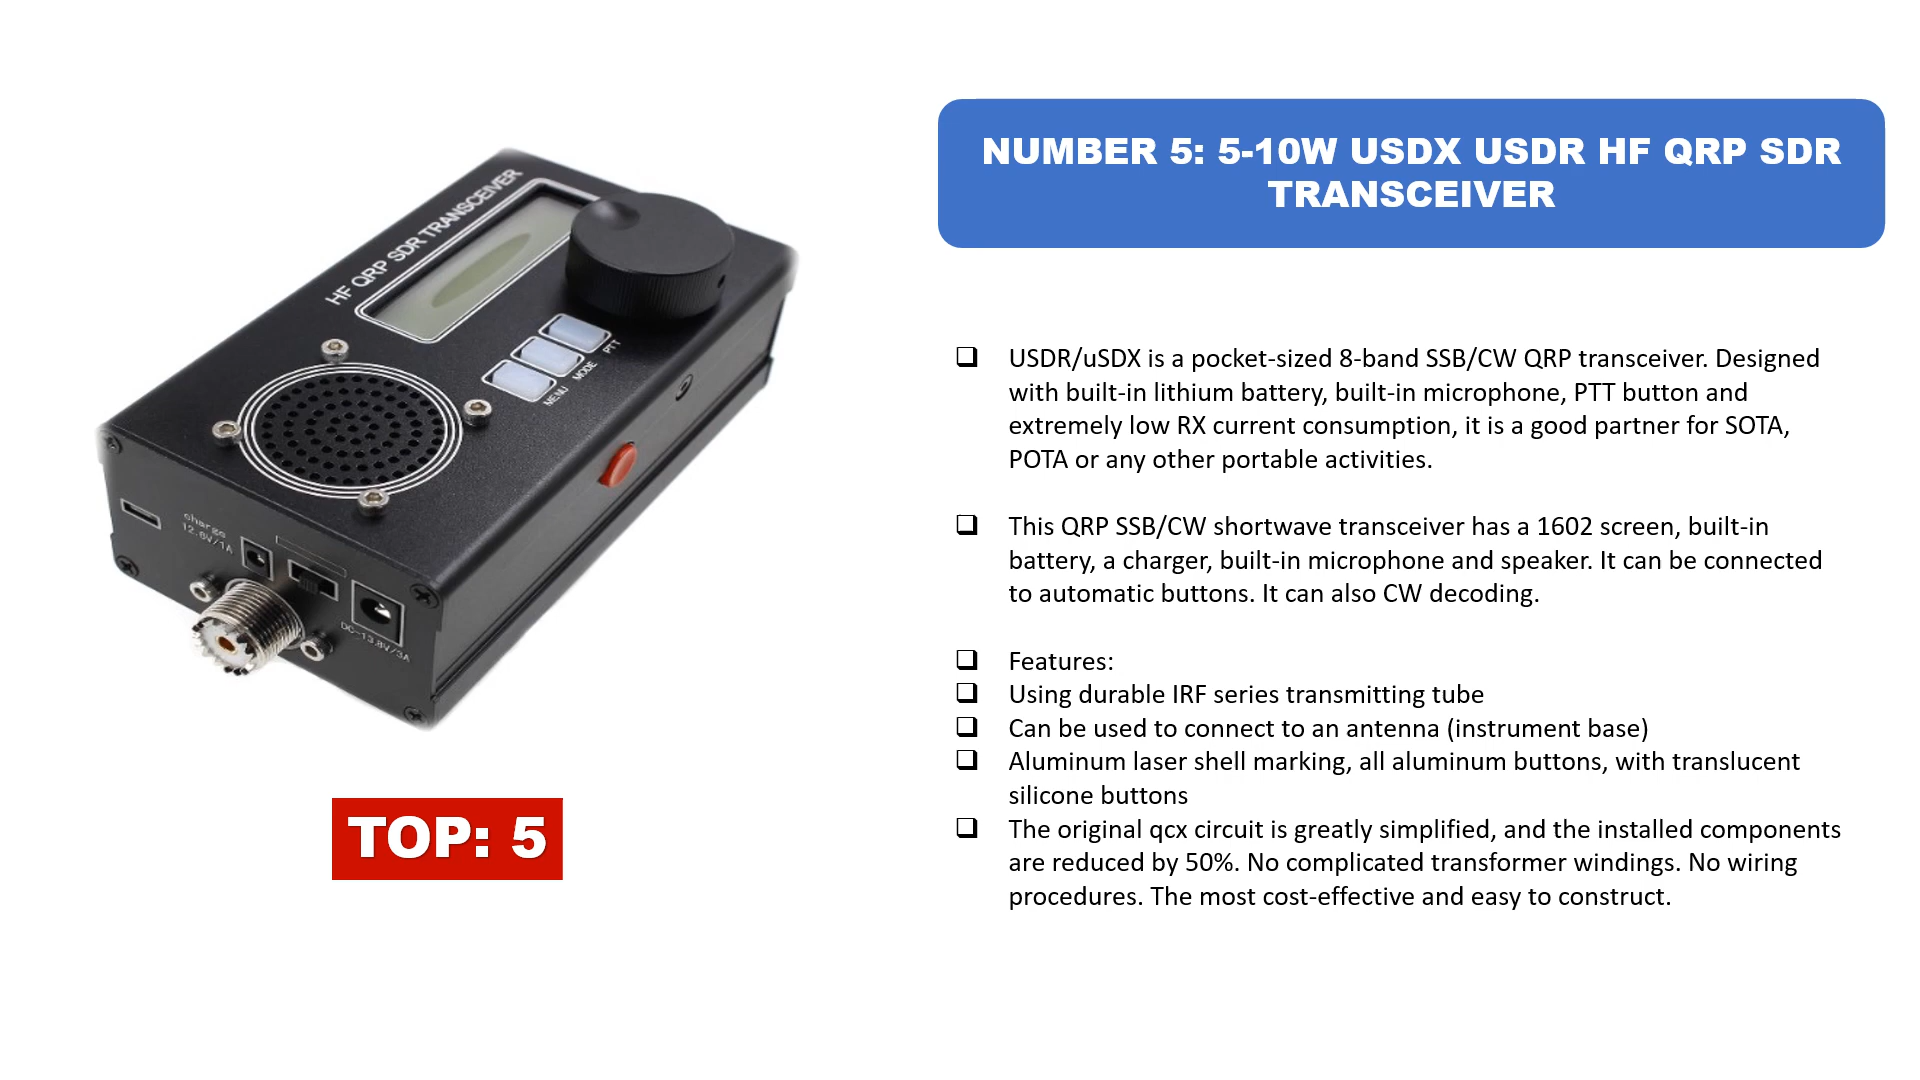 HF QRP SDR TRANSCEIVER
MENU
MODE
PTT
charge
12.6V/1A
DC-13.8V/3A
TOP: 5
NUMBER 5: 5-10W USDX USDR HF QRP SDR
TRANSCEIVER
USDR/uSDX is a pocket-sized 8-band SSB/CW QRP transceiver. Designed
with built-in lithium battery, built-in microphone, PTT button and
extremely low RX current consumption, it is a good partner for SOTA,
POTA or any other portable activities.
This QRP SSB/CW shortwave transceiver has a 1602 screen, built-in
battery, a charger, built-in microphone and speaker. It can be connected
to automatic buttons. It can also CW decoding.
Features:
Using durable IRF series transmitting tube
Can be used to connect to an antenna (instrument base)
Aluminum laser shell marking, all aluminum buttons, with translucent
silicone buttons
The original qcx circuit is greatly simplified, and the installed components
are reduced by 50%. No complicated transformer windings. No wiring
procedures. The most cost-effective and easy to construct.